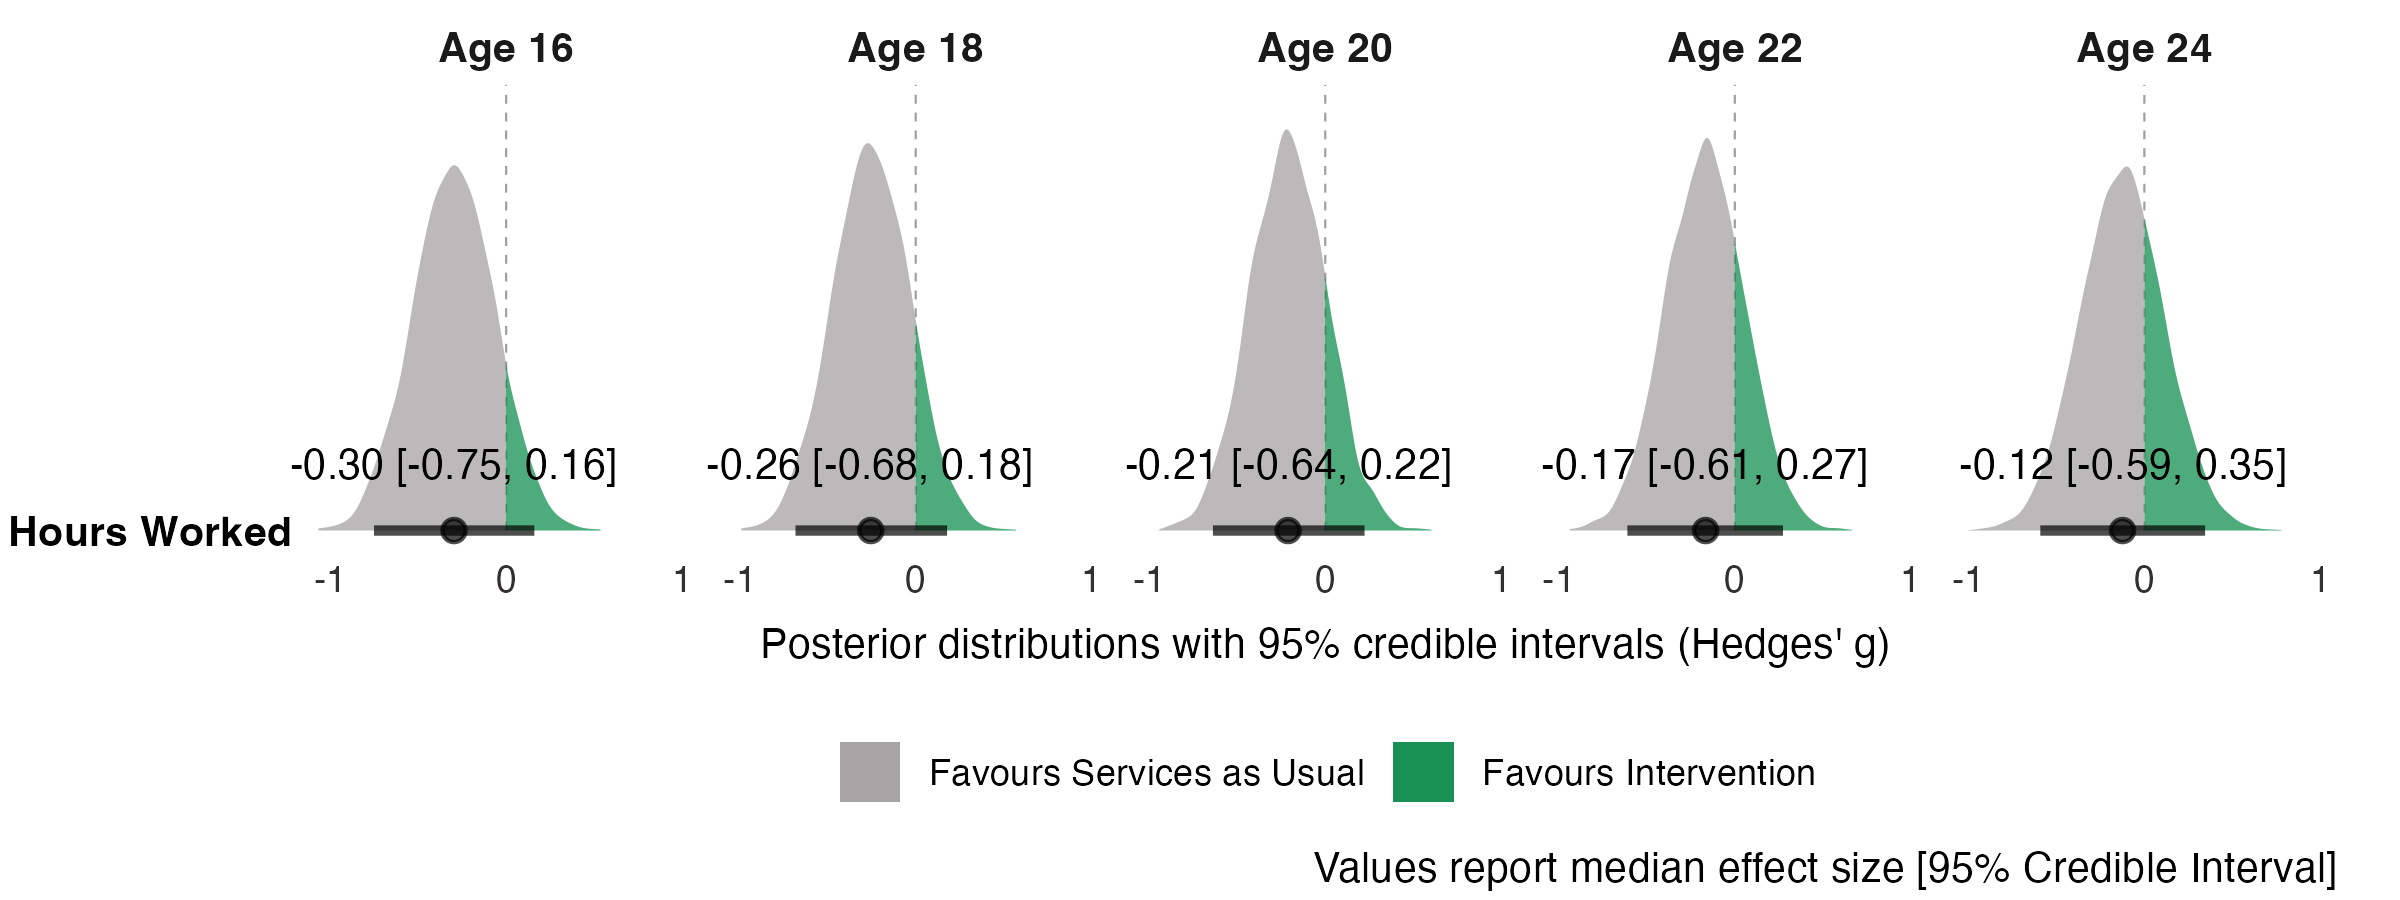 Age 16 Age 18 Age 20 Age 22 Age 24
-0.30 [-0.75, 0.16] -0.26 [-0.68, 0.18] -0.21 [-0.64, 0.22] -0.17 [-0.61, 0.27] -0.12 [-0.59, 0.35]
Hours Worked
-1 0 1 -1 0 1 -1 0 1 -1 0 1 -1 0 1
Posterior distributions with 95% credible intervals (Hedges' g)
Favours Services as Usual Favours Intervention
Values report median effect size [95% Credible Interval]